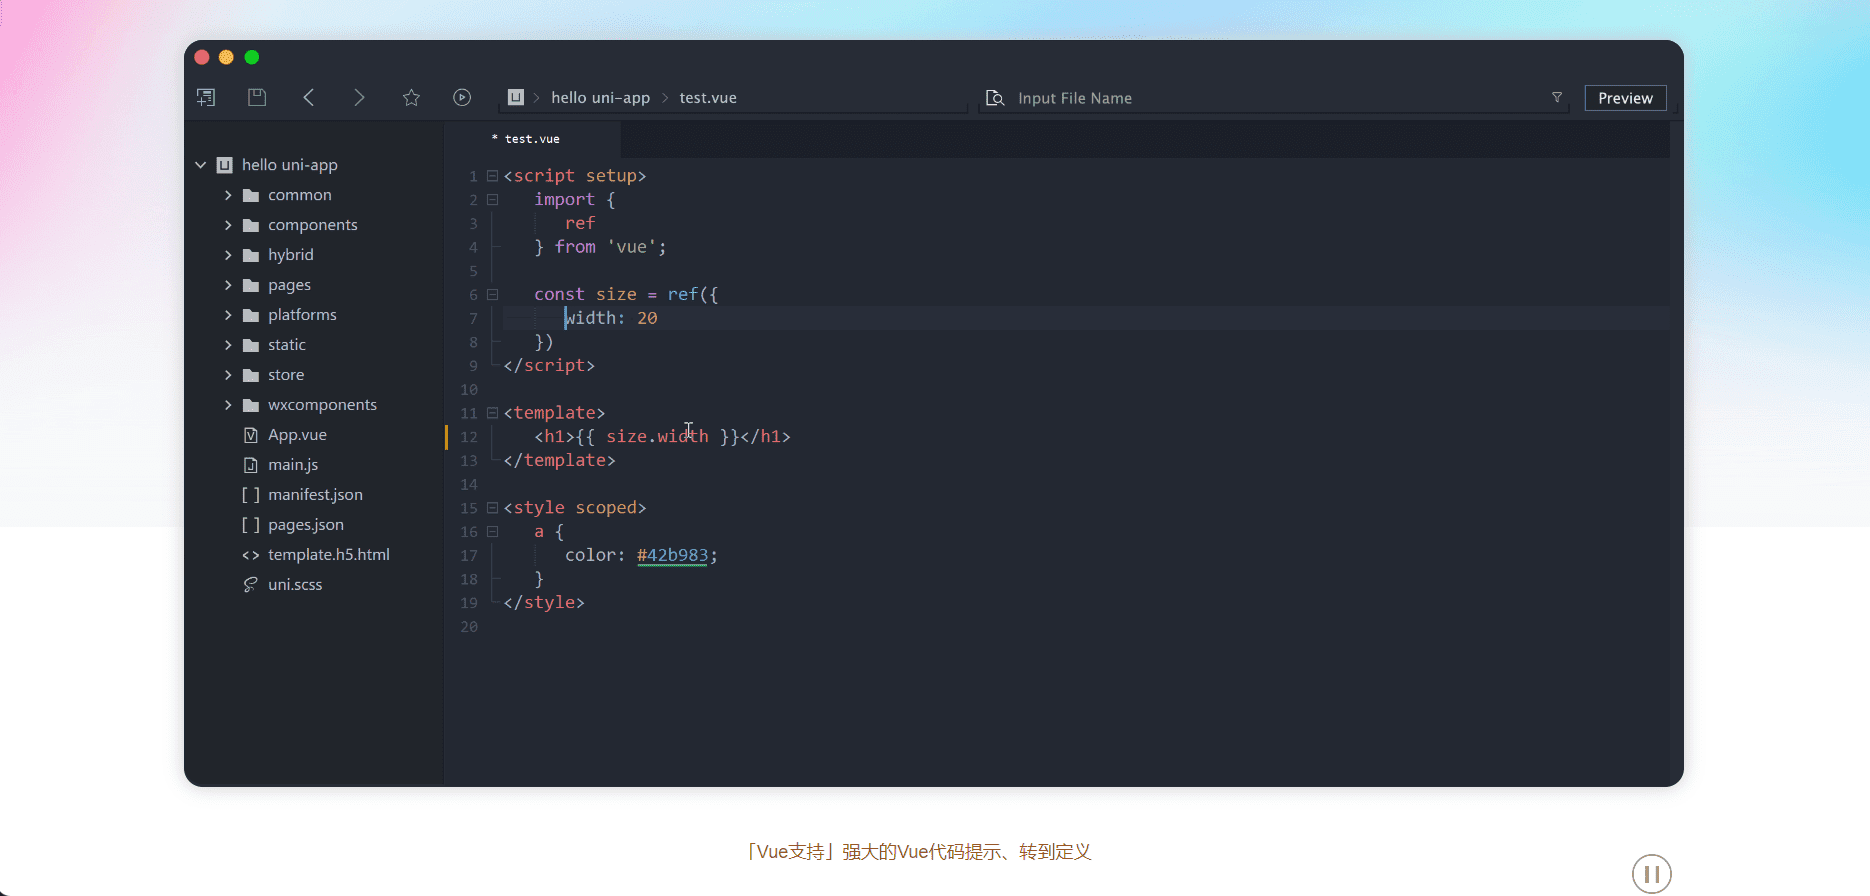 hello uni-app > test.vue
Input File Name
Preview
* test.vue
hello uni-app
common
components
hybrid
pages
platforms
static
store
wxcomponents
App.vue
main.js
[ ] manifest.json
[ ] pages.json
<> template.h5.html
uni.scss
1 <script setup>
2 import {
3 ref
4 } from 'vue';
5
6 const size = ref({
7 width: 20
8 })
9 </script>
10
11 <template>
12 <h1>{{ size.width }}</h1>
13 </template>
14
15 <style scoped>
16 a {
17 color: #42b983;
18 }
19 </style>
20
「Vue支持」强大的Vue代码提示、转到定义